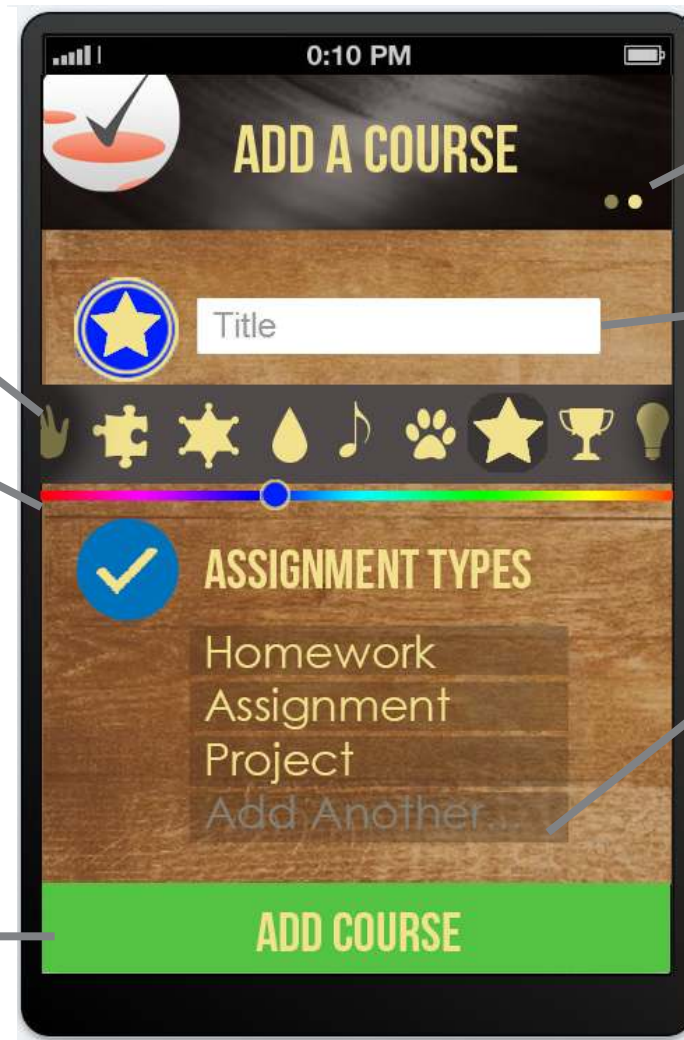 0:10 PM
ADD A COURSE
Title
ASSIGNMENT TYPES
Homework
Assignment
Project
Add Another...
ADD COURSE